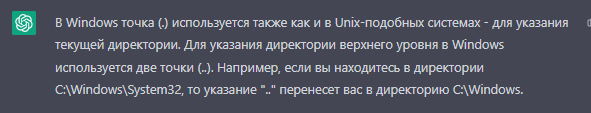 В Windows точка (.) используется также как и в Unix-подобных системах - для указания
текущей директории. Для указания директории верхнего уровня в Windows
используется две точки (..). Например, если вы находитесь в директории
C:\Windows\System32, то указание ".." перенесет вас в директорию C:\Windows.